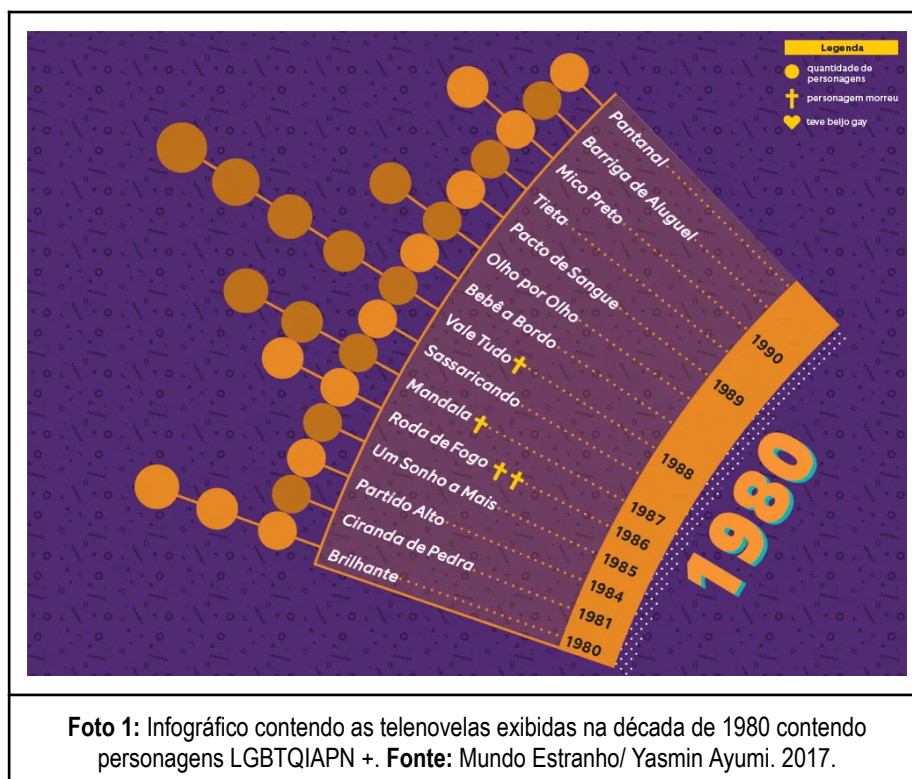 Legenda
quantidade de
personagens
personagem morreu
teve beijo gay
Pantanal
Barriga de Aluguel
Mico Preto
Tieta
Pacto de Sangue
Olho por Olho
Bebê a Bordo
Vale Tudo
Sassaricando
Mandala
Roda de Fogo
Um Sonho a Mais
Partido Alto
Ciranda de Pedra
Brilhante
1990
1989
1988
1987
1986
1985
1984
1981
1980
1980
Foto 1: Infográfico contendo as telenovelas exibidas na década de 1980 contendo
personagens LGBTQIAPN +. Fonte: Mundo Estranho/ Yasmin Ayumi. 2017.